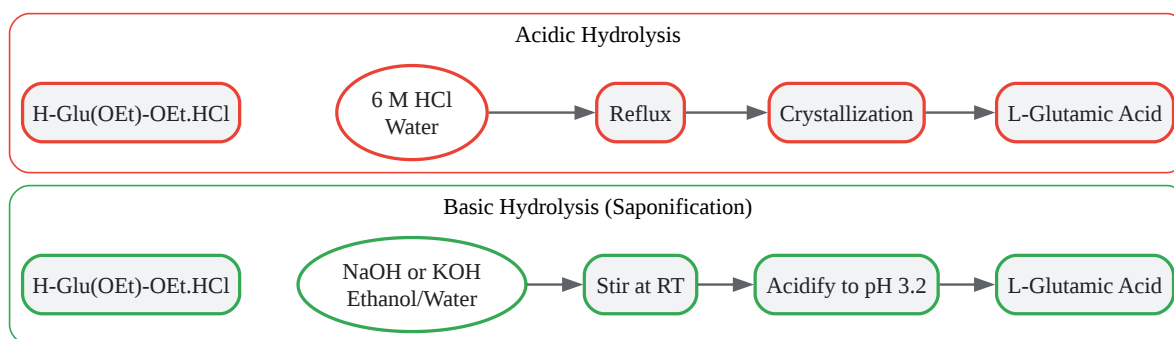 Acidic Hydrolysis
H-Glu(OEt)-OEt.HCl
6 M HCl
Water
Reflux
Crystallization
L-Glutamic Acid
Basic Hydrolysis (Saponification)
H-Glu(OEt)-OEt.HCl
NaOH or KOH
Ethanol/Water
Stir at RT
Acidify to pH 3.2
L-Glutamic Acid